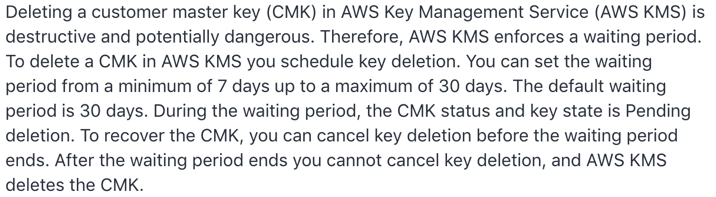 Deleting a customer master key (CMK) in AWS Key Management Service (AWS KMS) is
destructive and potentially dangerous. Therefore, AWS KMS enforces a waiting period.
To delete a CMK in AWS KMS you schedule key deletion. You can set the waiting
period from a minimum of 7 days up to a maximum of 30 days. The default waiting
period is 30 days. During the waiting period, the CMK status and key state is Pending
deletion. To recover the CMK, you can cancel key deletion before the waiting period
ends. After the waiting period ends you cannot cancel key deletion, and AWS KMS
deletes the CMK.